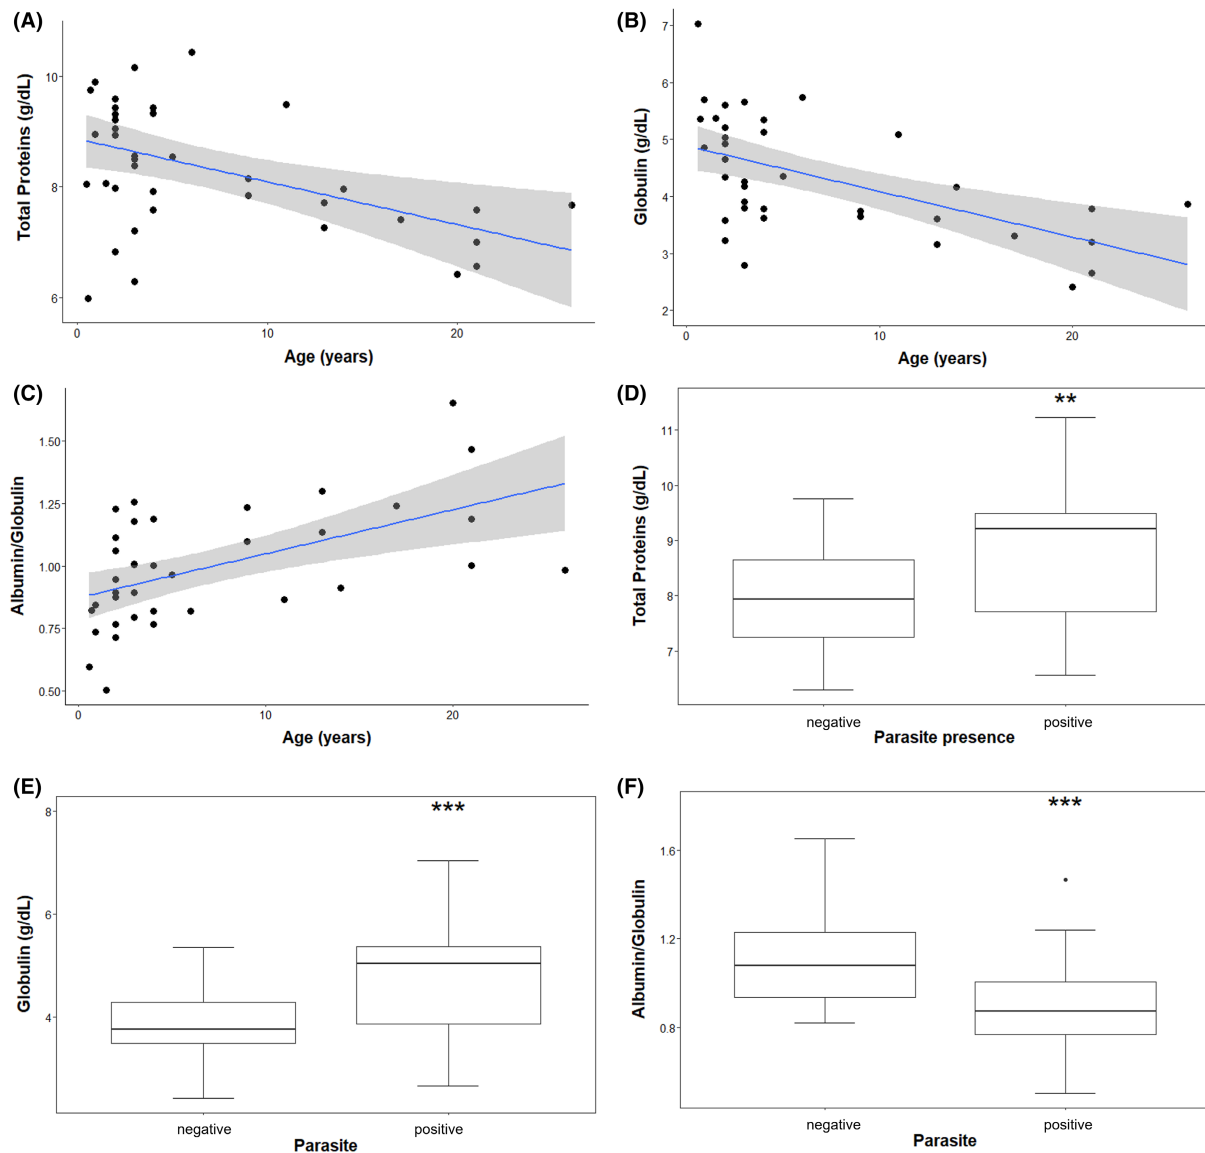 (A)
Total Proteins (g/dL)
10
8
6
0 10 20
Age (years)
(B)
Globulin (g/dL)
7
6
5
4
3
2
0 10 20
Age (years)
(C)
Albumin/Globulin
1.50
1.25
1.00
0.75
0.50
0 10 20
Age (years)
(D)
**
Total Proteins (g/dL)
11
10
9
8
7
negative positive
Parasite presence
(E)
***
Globulin (g/dL)
8
6
4
negative positive
Parasite
(F)
***
Albumin/Globulin
1.6
1.2
0.8
negative positive
Parasite